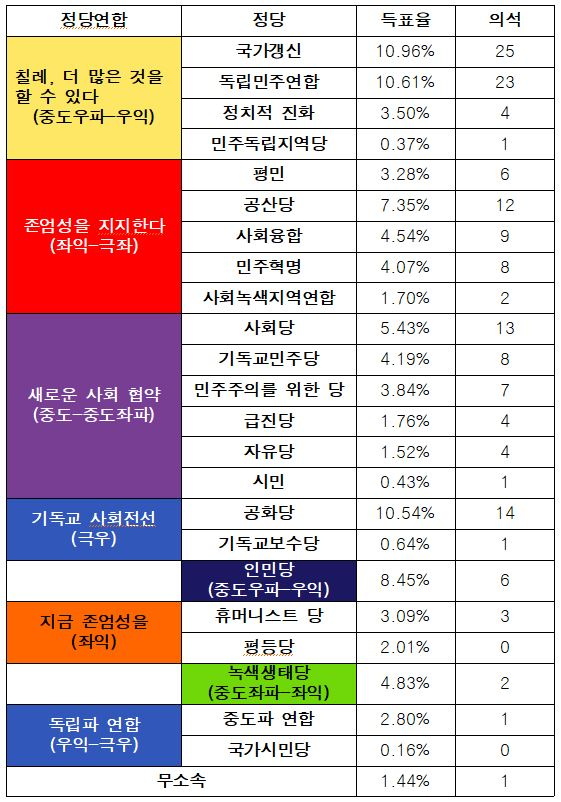 정당연합 정당 득표율 의석
칠레, 더 많은 것을
할 수 있다
(중도우파-우익)
국가갱신 10.96% 25
독립민주연합 10.61% 23
정치적 진화 3.50% 4
민주독립지역당 0.37% 1
존엄성을 지지한다
(좌익-극좌)
평민 3.28% 6
공산당 7.35% 12
사회융합 4.54% 9
민주혁명 4.07% 8
사회녹색지역연합 1.70% 2
새로운 사회 협약
(중도-중도좌파)
사회당 5.43% 13
기독교민주당 4.19% 8
민주주의를 위한 당 3.84% 7
급진당 1.76% 4
자유당 1.52% 4
시민 0.43% 1
기독교 사회전선
(극우)
공화당 10.54% 14
기독교보수당 0.64% 1
인민당
(중도우파-우익)
8.45% 6
지금 존엄성을
(좌익)
휴머니스트 당 3.09% 3
평등당 2.01% 0
녹색생태당
(중도좌파-좌익)
4.83% 2
독립파 연합
(우익-극우)
중도파 연합 2.80% 1
국가시민당 0.16% 0
무소속 1.44% 1